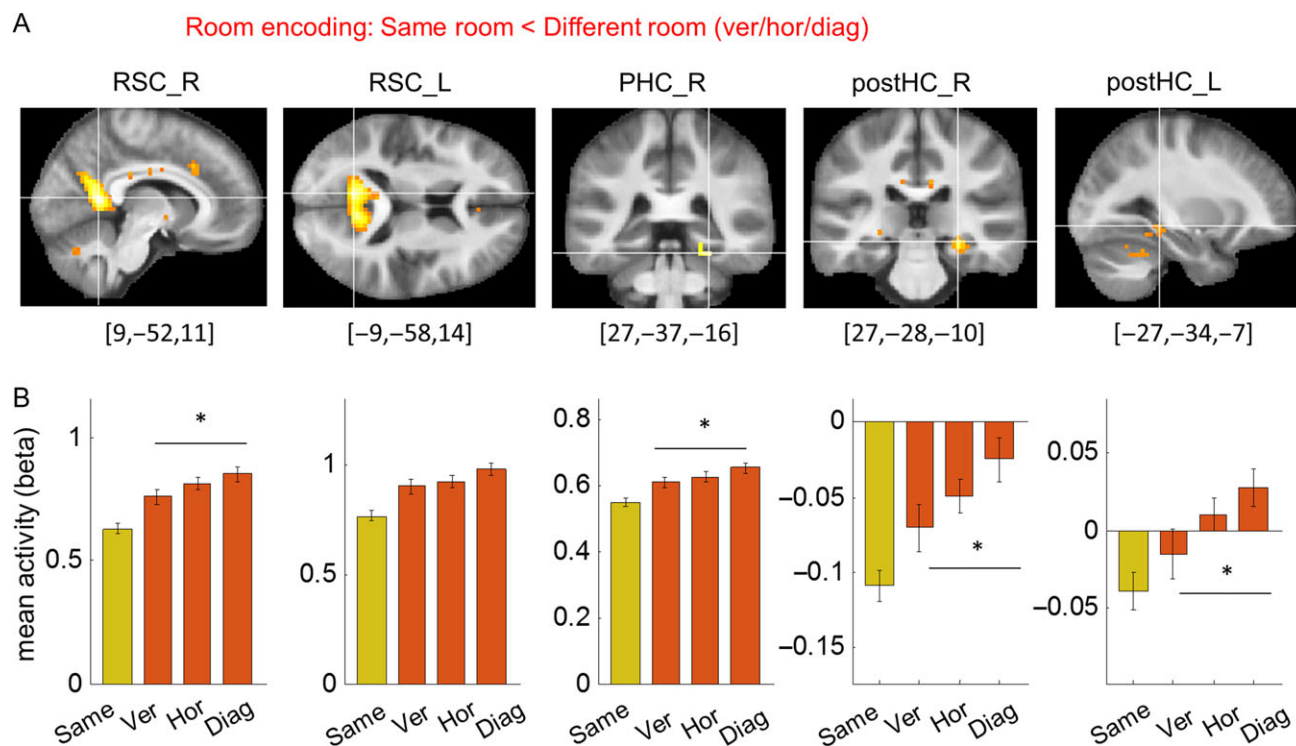 A
Room encoding: Same room < Different room (ver/hor/diag)
RSC_R RSC_L PHC_R postHC_R postHC_L
[9,−52,11] [−9,−58,14] [27,−37,−16] [27,−28,−10] [−27,−34,−7]
B
mean activity (beta)
1
0.5
0
*
Same Ver Hor Diag
1
0.5
0
Same Ver Hor Diag
0.8
0.6
0.4
0.2
0
*
Same Ver Hor Diag
0
−0.05
−0.1
−0.15
*
Same Ver Hor Diag
0.05
0
−0.05
*
Same Ver Hor Diag